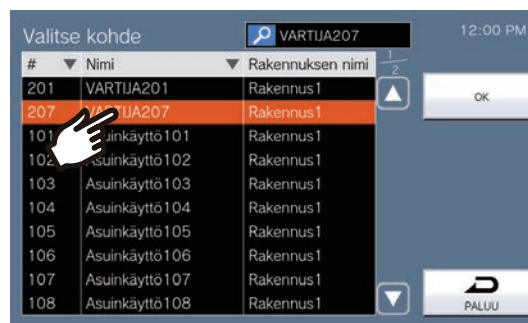 Valitse kohde VARTIJA207 12:00 PM
# Nimi Rakennuksen nimi 1/2
201 VARTIJA201 Rakennus1
207 VARTIJA207 Rakennus1
OK
101 Asuinkäyttö101 Rakennus1
102 Asuinkäyttö102 Rakennus1
103 Asuinkäyttö103 Rakennus1
104 Asuinkäyttö104 Rakennus1
105 Asuinkäyttö105 Rakennus1
106 Asuinkäyttö106 Rakennus1
107 Asuinkäyttö107 Rakennus1
108 Asuinkäyttö108 Rakennus1
PALUU